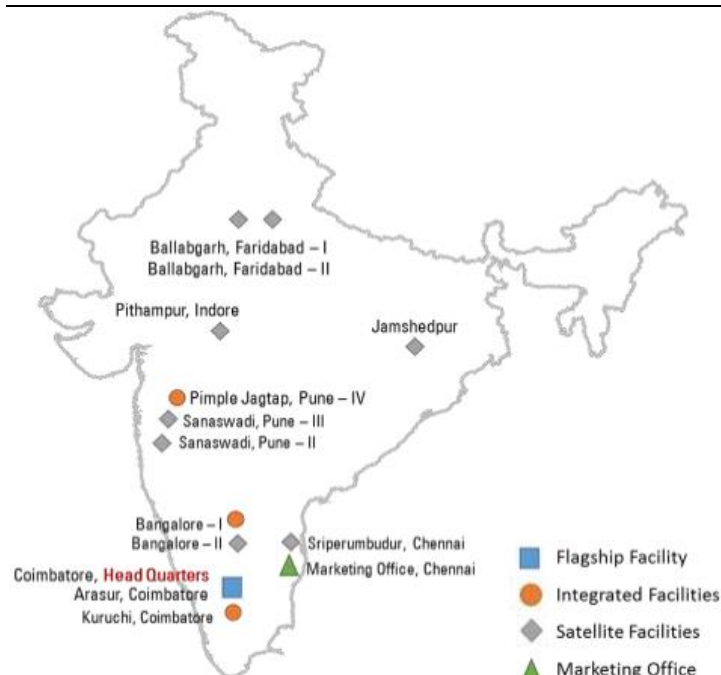 Ballabgarh, Faridabad – I
Ballabgarh, Faridabad – II
Pithampur, Indore
Jamshedpur
Pimple Jagtap, Pune – IV
Sanaswadi, Pune – III
Sanaswadi, Pune – II
Bangalore – I
Bangalore – II
Sriperumbudur, Chennai
Marketing Office, Chennai
Coimbatore, Head Quarters
Arasur, Coimbatore
Kuruchi, Coimbatore
Flagship Facility
Integrated Facilities
Satellite Facilities
Marketing Office